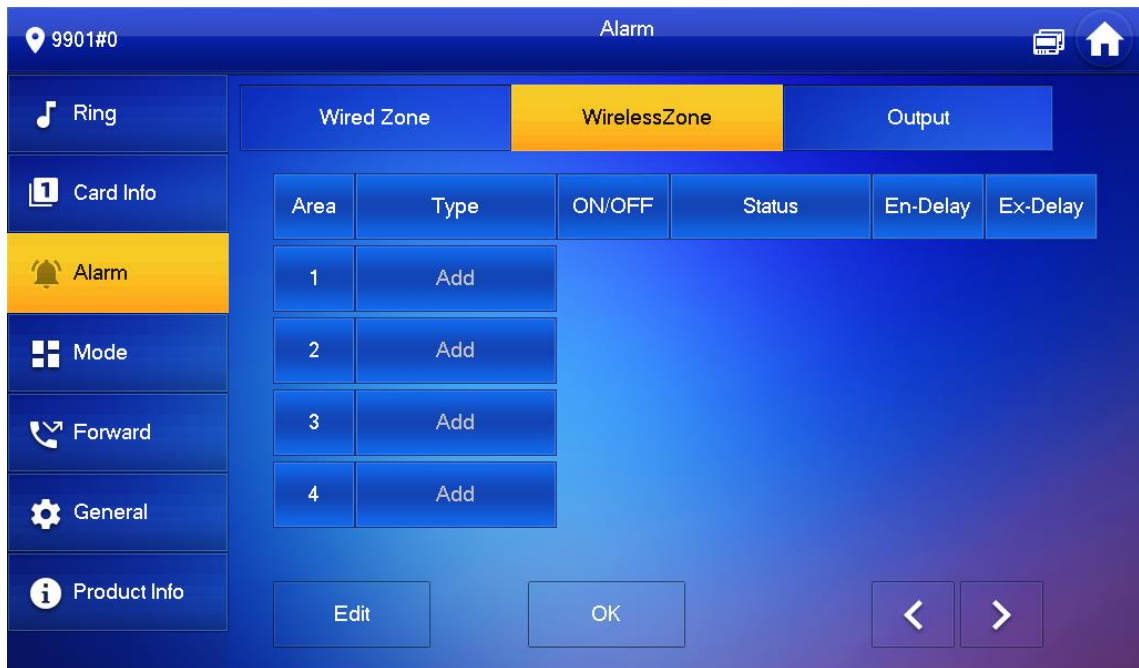 9901#0
Alarm
Ring
Card Info
Alarm
Mode
Forward
General
Product Info
Wired Zone WirelessZone Output
Area Type ON/OFF Status En-Delay Ex-Delay
1 Add
2 Add
3 Add
4 Add
Edit OK